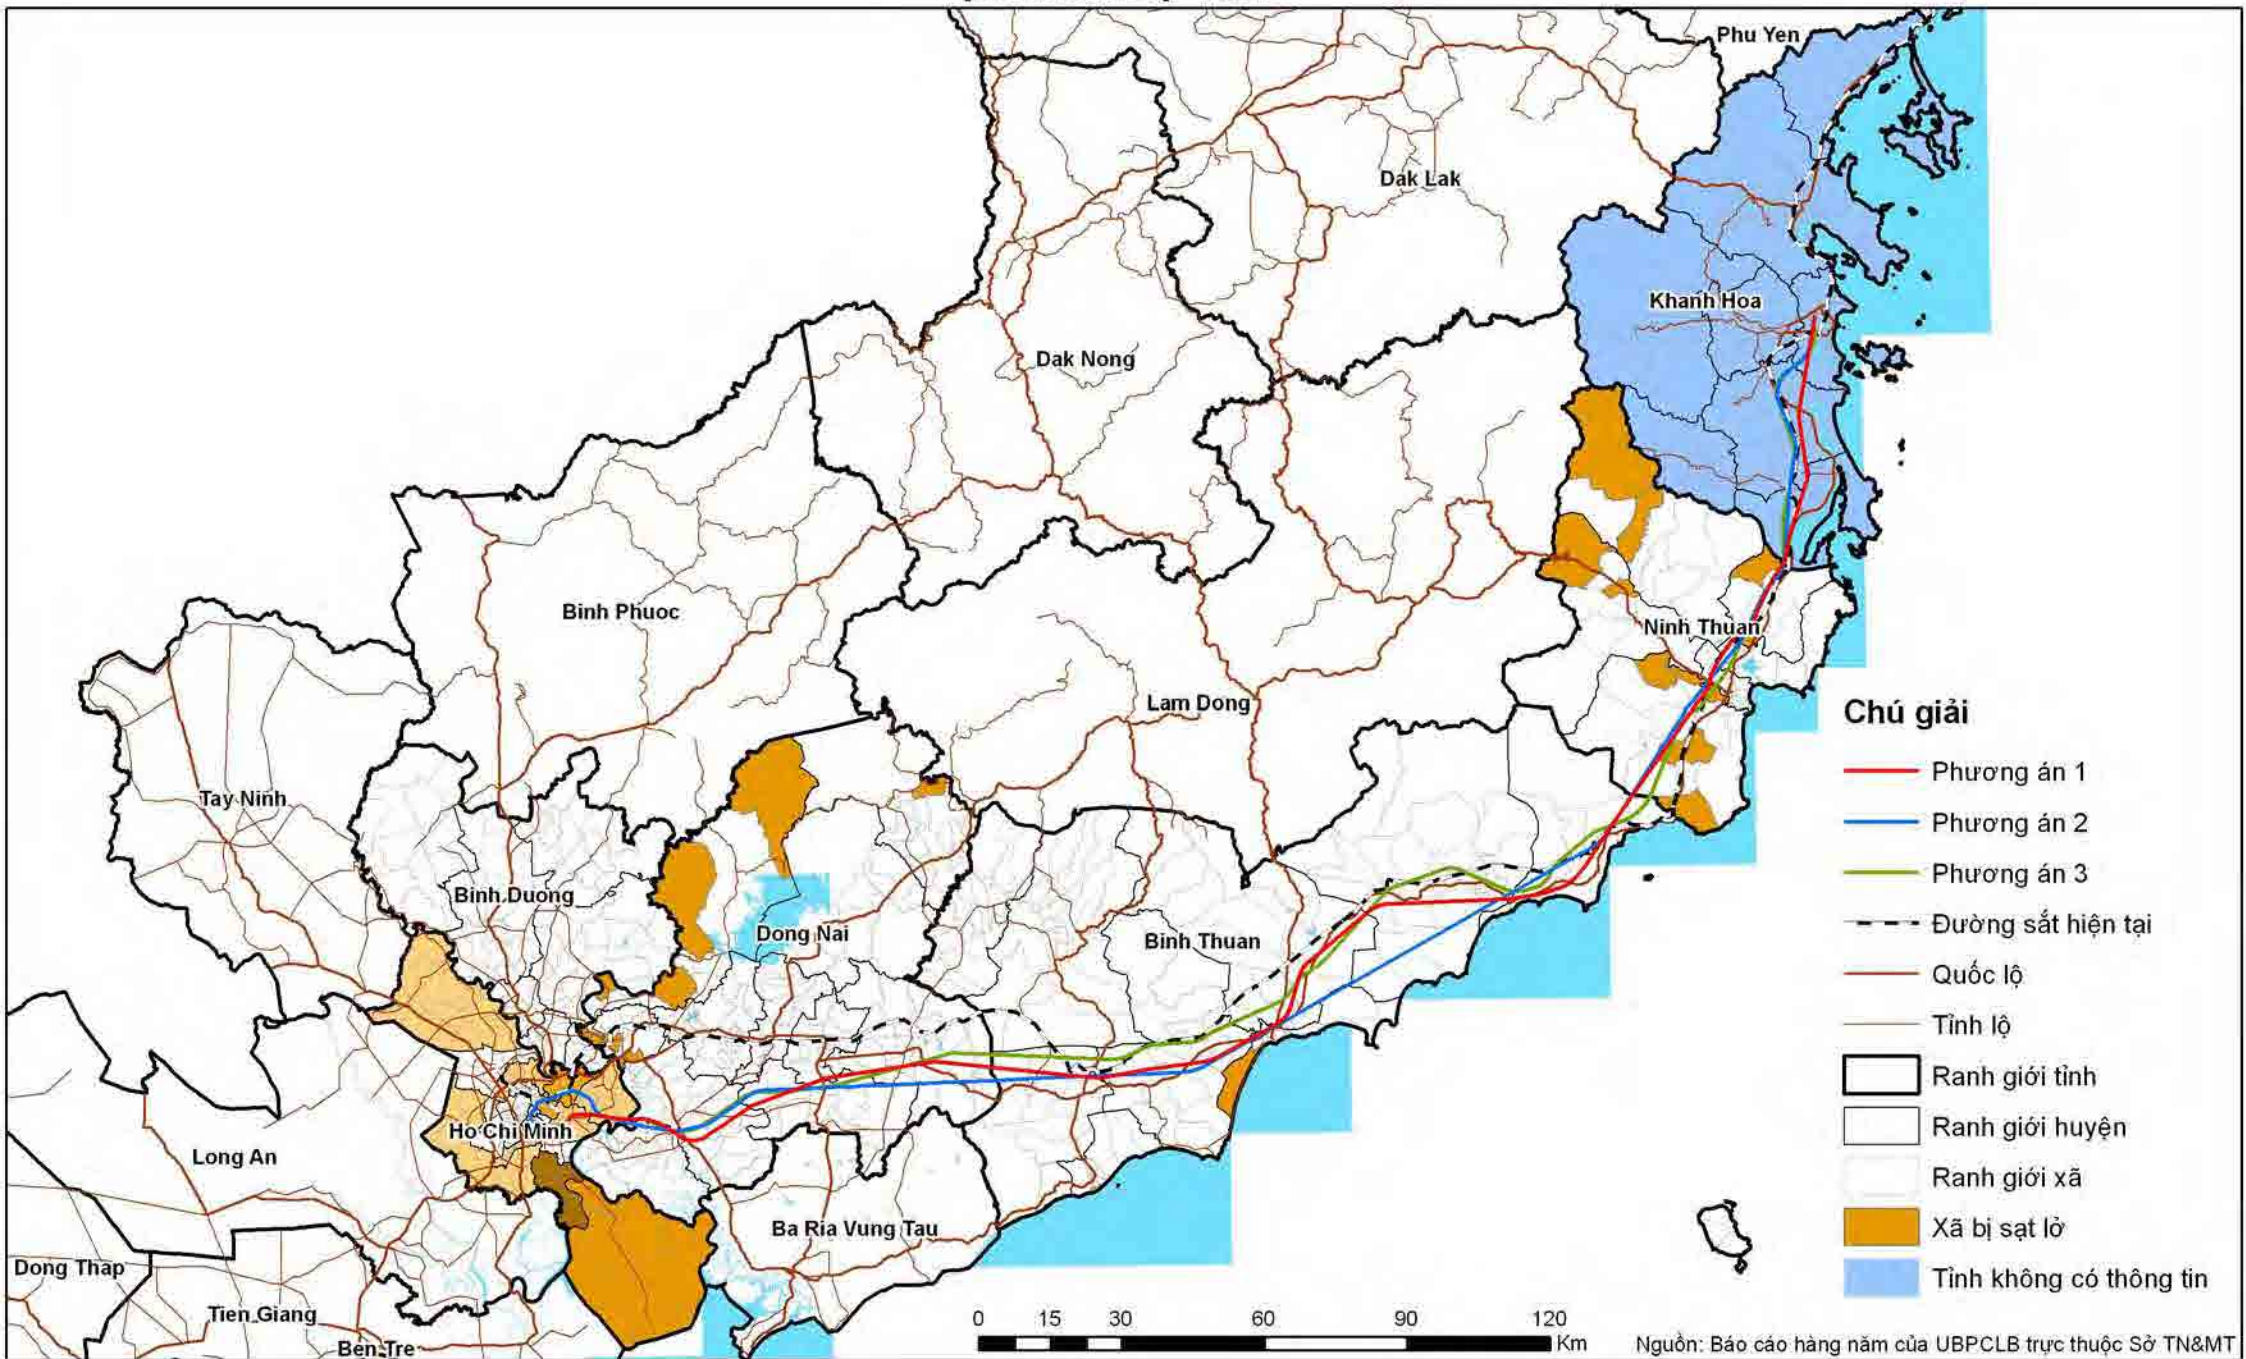 Phu Yen
Dak Lak
Khanh Hoa
Dak Nong
Binh Phuoc
Ninh Thuan
Lam Dong
Tay Ninh
Binh Duong
Dong Nai
Binh Thuan
Ho Chi Minh
Long An
Ba Ria Vung Tau
Dong Thap
Tien Giang
Ben Tre
Chú giải
Phương án 1
Phương án 2
Phương án 3
Đường sắt hiện tại
Quốc lộ
Tỉnh lộ
Ranh giới tỉnh
Ranh giới huyện
Ranh giới xã
Xã bị sạt lở
Tỉnh không có thông tin
0 15 30 60 90 120
Km
Nguồn: Báo cáo hàng năm của UBPCLB trực thuộc Sở TN&MT